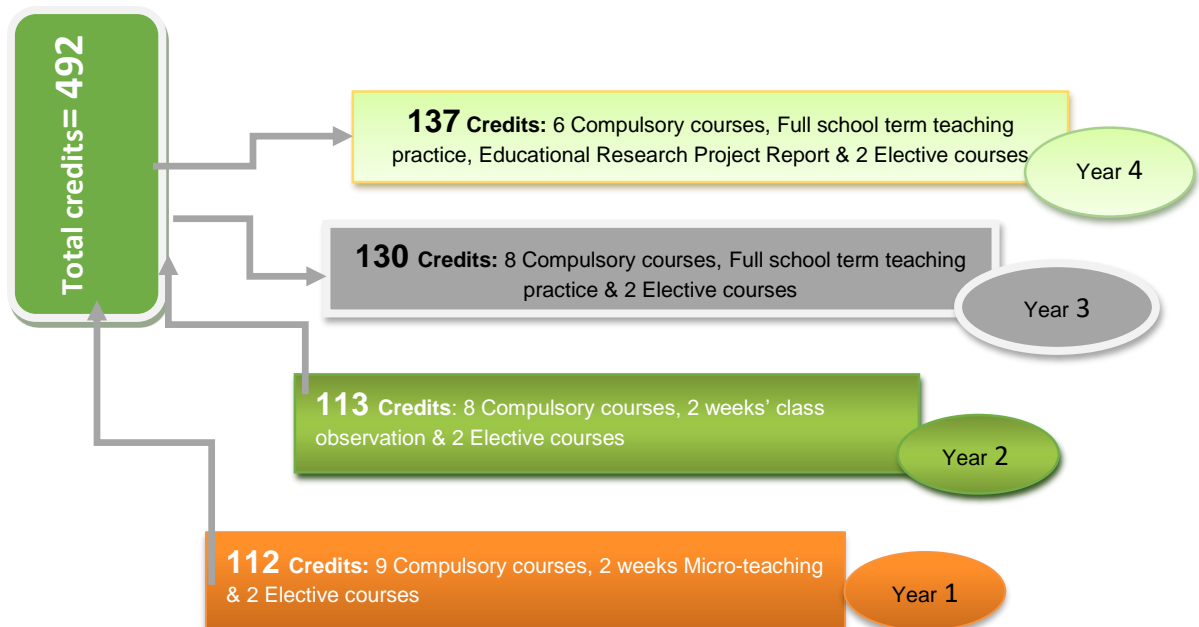 Total credits= 492
137 Credits: 6 Compulsory courses, Full school term teaching
practice, Educational Research Project Report & 2 Elective courses
Year 4
130 Credits: 8 Compulsory courses, Full school term teaching
practice & 2 Elective courses
Year 3
113 Credits: 8 Compulsory courses, 2 weeks’ class
observation & 2 Elective courses
Year 2
112 Credits: 9 Compulsory courses, 2 weeks Micro-teaching
& 2 Elective courses
Year 1